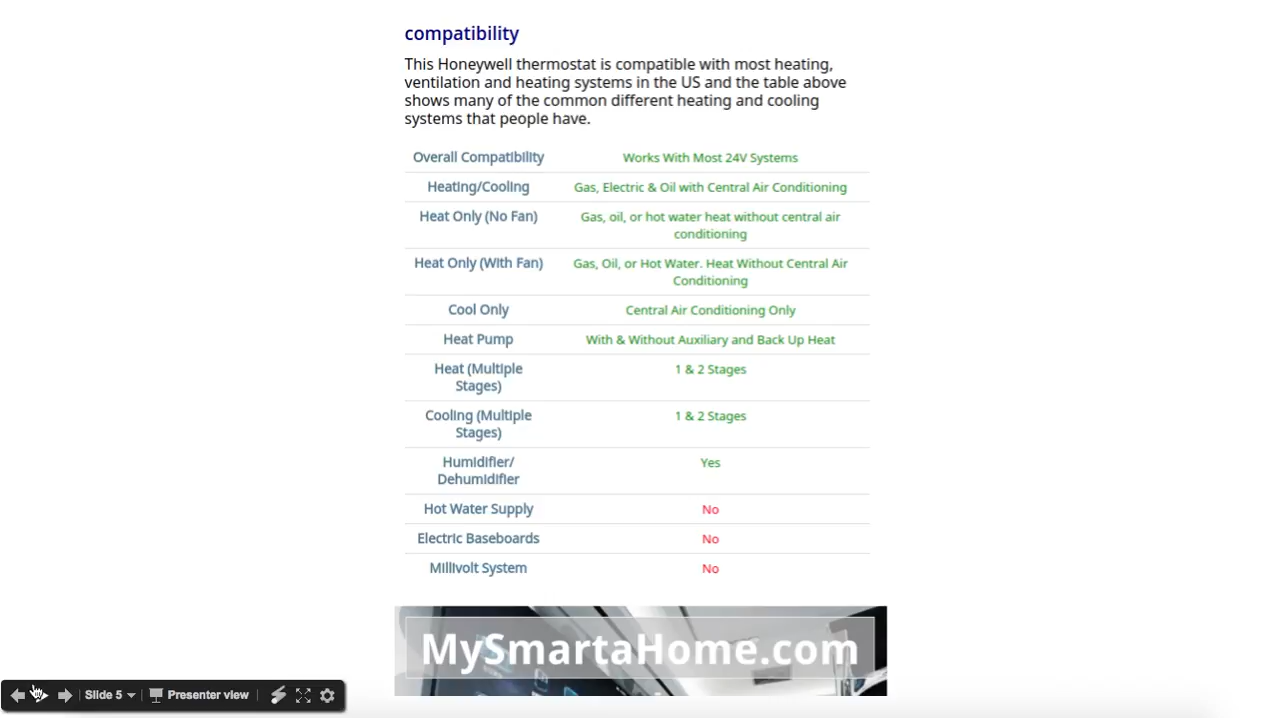 compatibility
This Honeywell thermostat is compatible with most heating,
ventilation and heating systems in the US and the table above
shows many of the common different heating and cooling
systems that people have.
Overall Compatibility Works With Most 24V Systems
Heating/Cooling Gas, Electric & Oil with Central Air Conditioning
Heat Only (No Fan) Gas, oil, or hot water heat without central air
conditioning
Heat Only (With Fan) Gas, Oil, or Hot Water. Heat Without Central Air
Conditioning
Cool Only Central Air Conditioning Only
Heat Pump With & Without Auxiliary and Back Up Heat
Heat (Multiple 1 & 2 Stages
Stages)
Cooling (Multiple 1 & 2 Stages
Stages)
Humidifier/ Yes
Dehumidifier
Hot Water Supply No
Electric Baseboards No
Millivolt System No
MySmartaHome.com
Slide 5 Presenter view